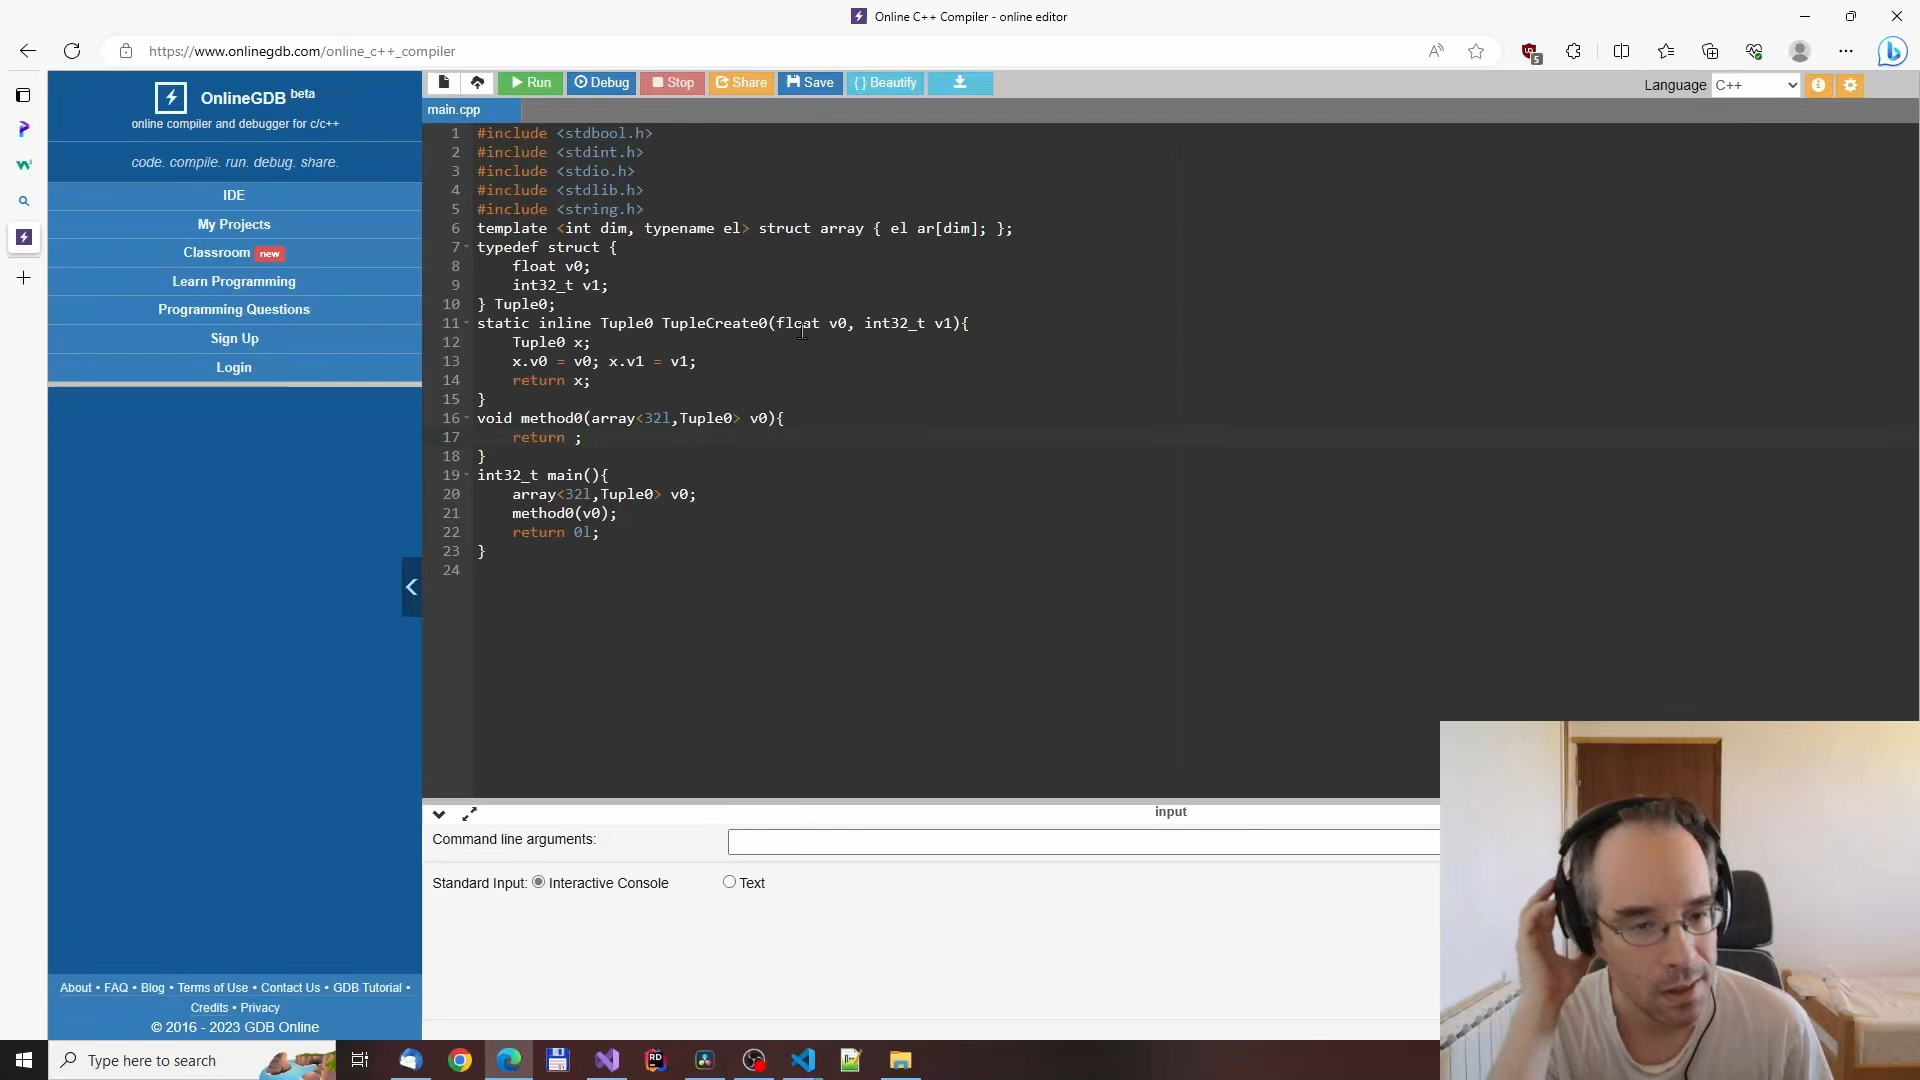 Online C++ Compiler - online editor
https://www.onlinegdb.com/online_c++_compiler
5
OnlineGDB beta
online compiler and debugger for c/c++
code. compile. run. debug. share.
IDE
My Projects
Classroom new
Learn Programming
Programming Questions
Sign Up
Login
About • FAQ • Blog • Terms of Use • Contact Us • GDB Tutorial •
Credits • Privacy
© 2016 - 2023 GDB Online
Run Debug Stop Share Save { } Beautify
Language C++
main.cpp
1 #include <stdbool.h>
2 #include <stdint.h>
3 #include <stdio.h>
4 #include <stdlib.h>
5 #include <string.h>
6 template <int dim, typename el> struct array { el ar[dim]; };
7 typedef struct {
8 float v0;
9 int32_t v1;
10 } Tuple0;
11 static inline Tuple0 TupleCreate0(float v0, int32_t v1){
12 Tuple0 x;
13 x.v0 = v0; x.v1 = v1;
14 return x;
15 }
16 void method0(array<32l,Tuple0> v0){
17 return ;
18 }
19 int32_t main(){
20 array<32l,Tuple0> v0;
21 method0(v0);
22 return 0l;
23 }
24
input
Command line arguments:
Standard Input: Interactive Console Text
Type here to search
RD